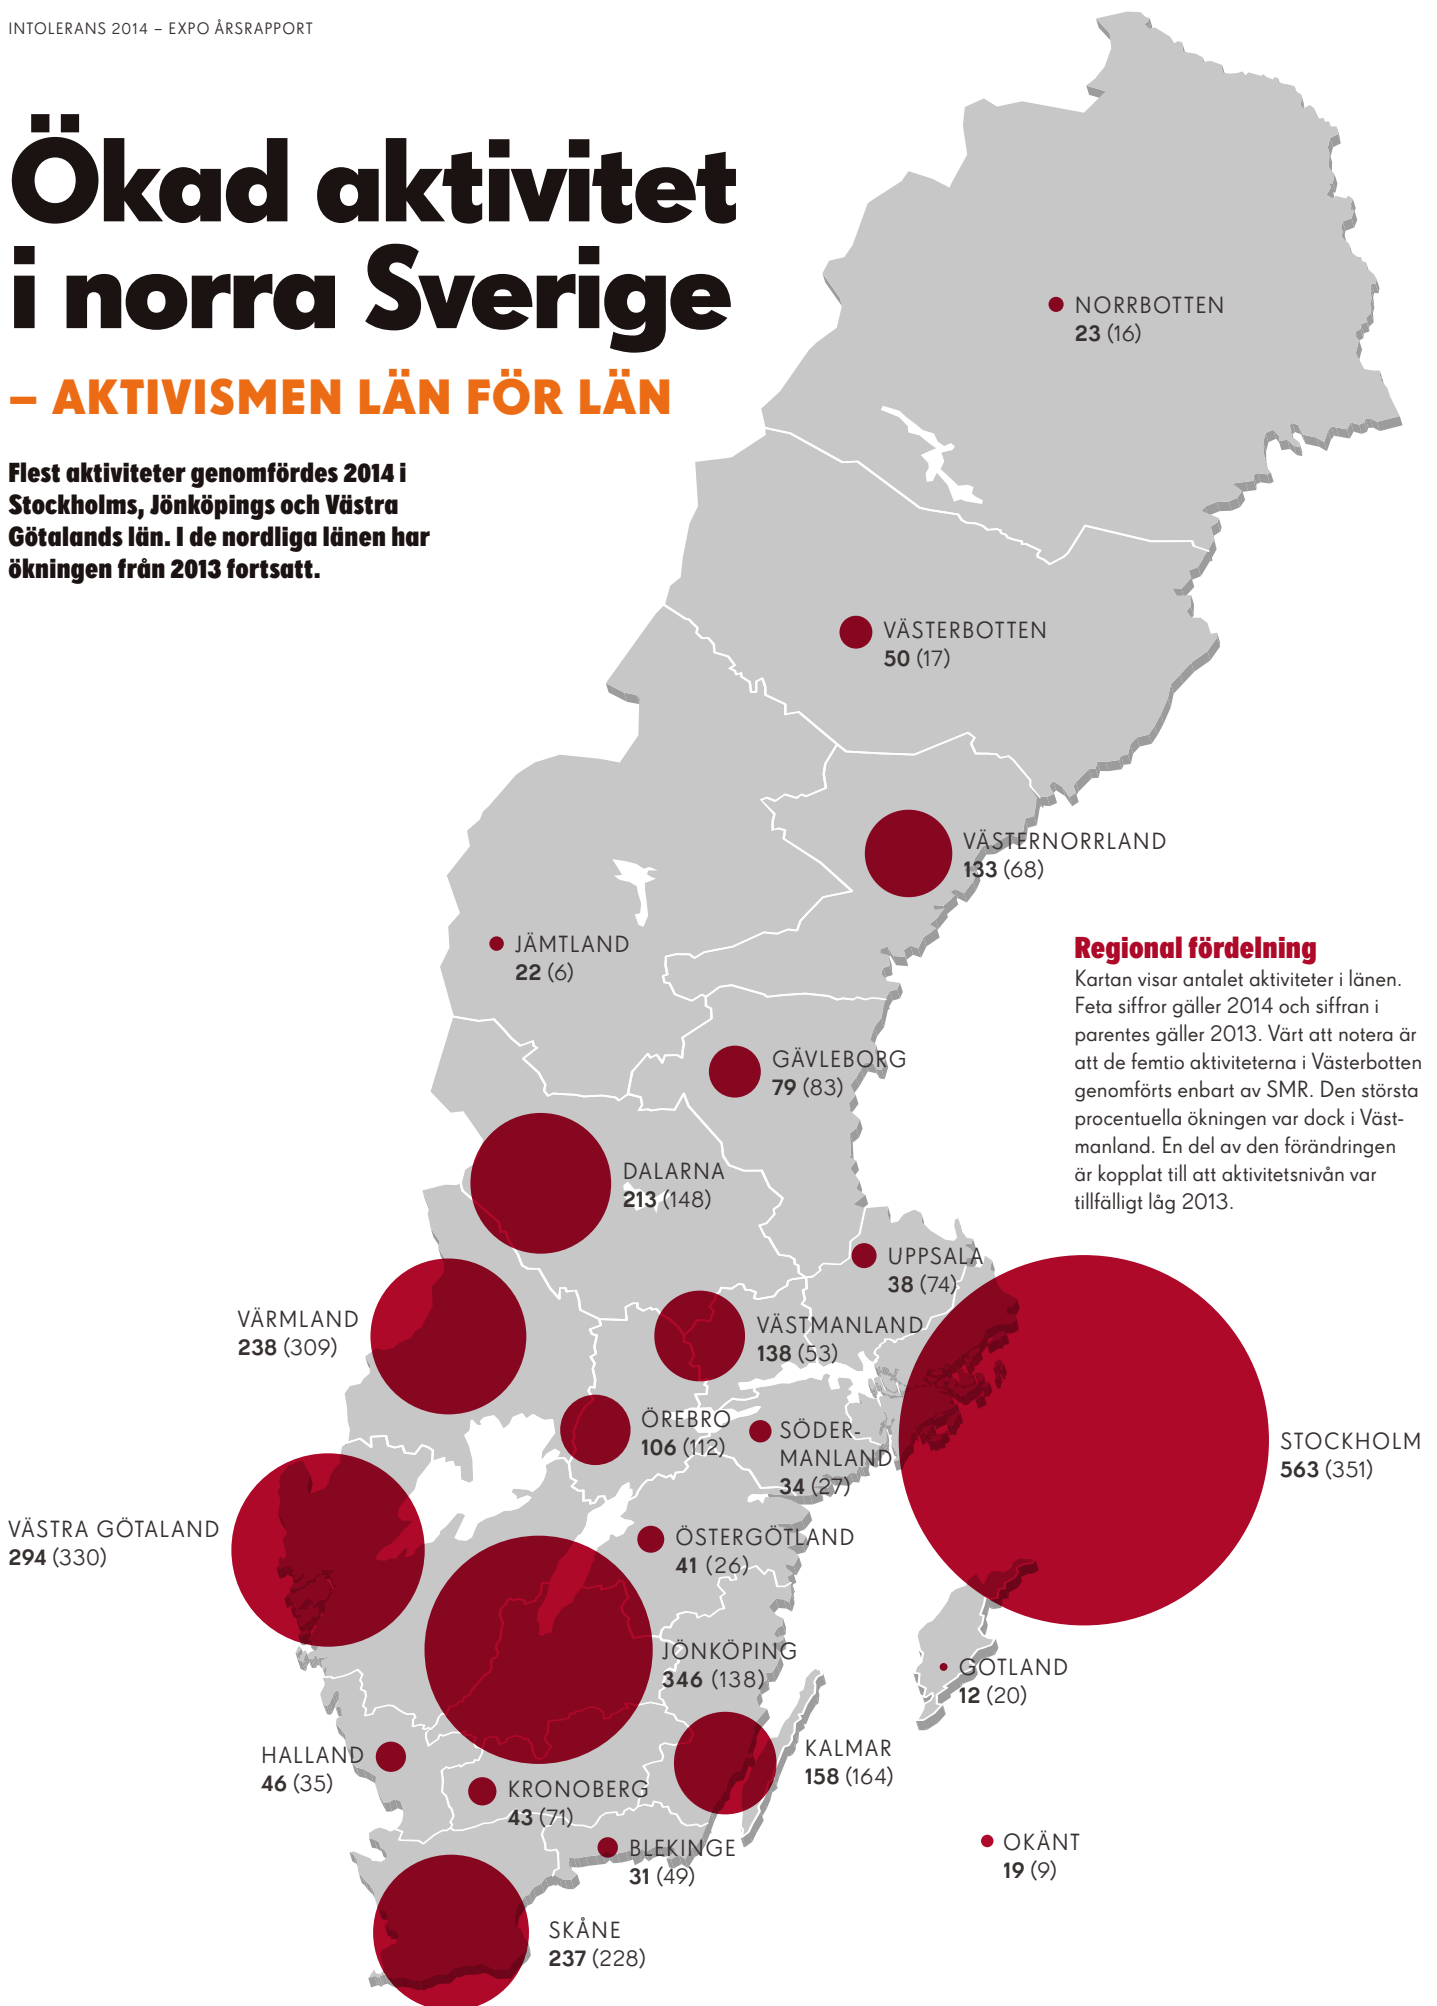 INTOLERANS 2014 – EXPO ÅRSRAPPORT
Ökad aktivitet
i norra Sverige
– AKTIVISMEN LÄN FÖR LÄN
Flest aktiviteter genomfördes 2014 i
Stockholms, Jönköpings och Västra
Götalands län. I de nordliga länen har
ökningen från 2013 fortsatt.
NORRBOTTEN
23 (16)
VÄSTERBOTTEN
50 (17)
VÄSTERNORRLAND
133 (68)
JÄMTLAND
22 (6)
Regional fördelning
Kartan visar antalet aktiviteter i länen.
Feta siffror gäller 2014 och siffran i
parentes gäller 2013. Värt att notera är
att de femtio aktiviteterna i Västerbotten
genomförts enbart av SMR. Den största
procentuella ökningen var dock i Väst-
manland. En del av den förändringen
är kopplat till att aktivitetsnivån var
tillfälligt låg 2013.
GÄVLEBORG
79 (83)
DALARNA
213 (148)
UPPSALA
38 (74)
VÄRMLAND
238 (309)
VÄSTMANLAND
138 (53)
ÖREBRO
106 (112)
SÖDER-
MANLAND
34 (27)
STOCKHOLM
563 (351)
VÄSTRA GÖTALAND
294 (330)
ÖSTERGÖTLAND
41 (26)
JÖNKÖPING
346 (138)
GOTLAND
12 (20)
HALLAND
46 (35)
KALMAR
158 (164)
KRONOBERG
43 (71)
BLEKINGE
31 (49)
OKÄNT
19 (9)
SKÅNE
237 (228)